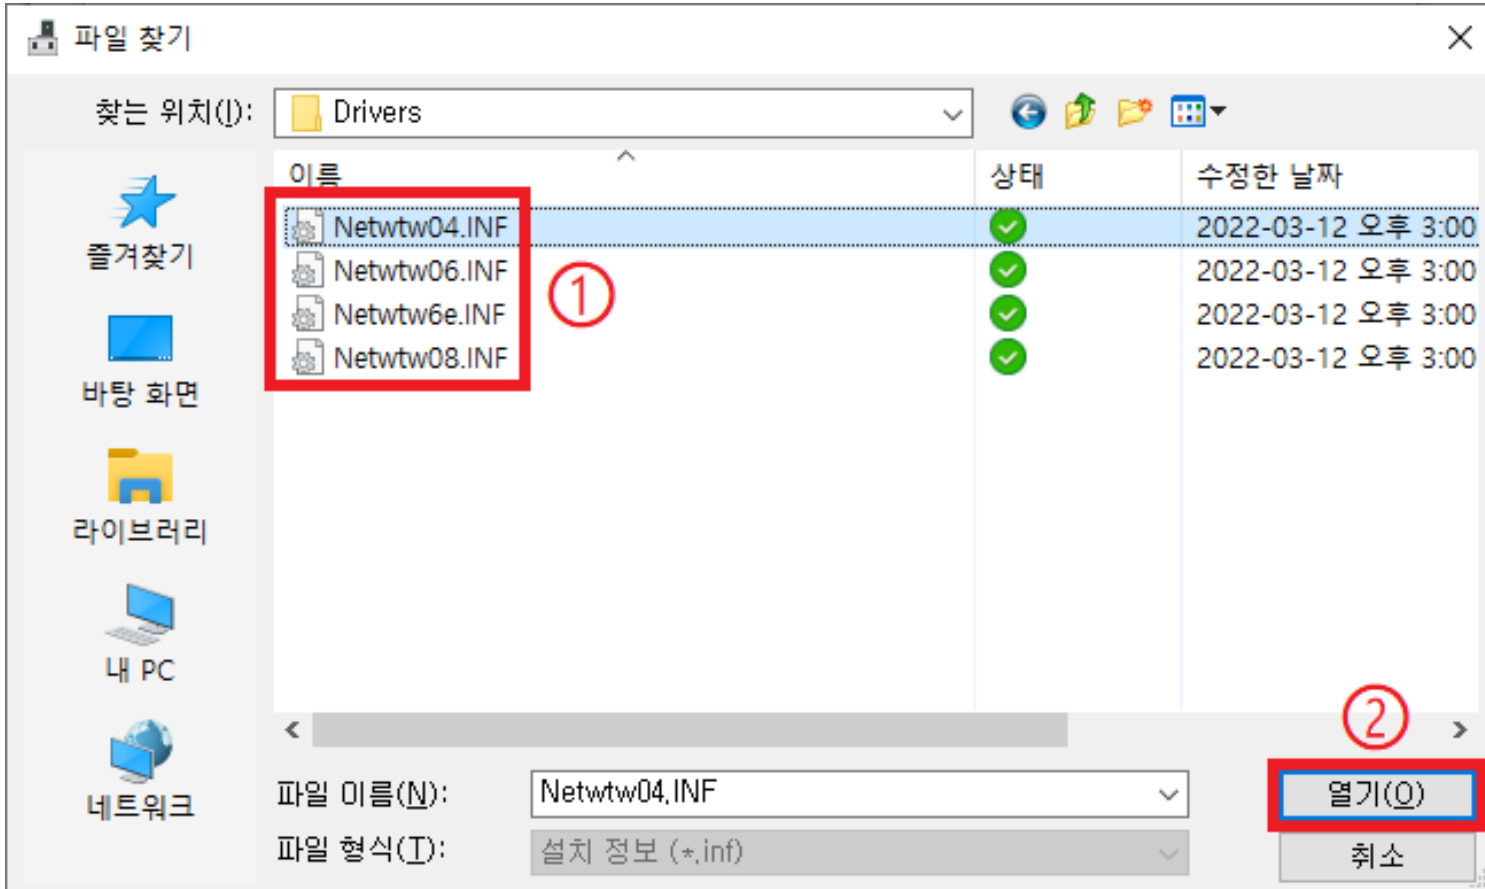 파일 찾기
찾는 위치(I):
Drivers
이름
상태
수정한 날짜
Netwtw04.INF
2022-03-12 오후 3:00
Netwtw06.INF
2022-03-12 오후 3:00
Netwtw6e.INF
2022-03-12 오후 3:00
Netwtw08.INF
2022-03-12 오후 3:00
①
즐겨찾기
바탕 화면
라이브러리
내 PC
네트워크
②
파일 이름(N):
Netwtw04.INF
열기(O)
파일 형식(T):
설치 정보 (*.inf)
취소